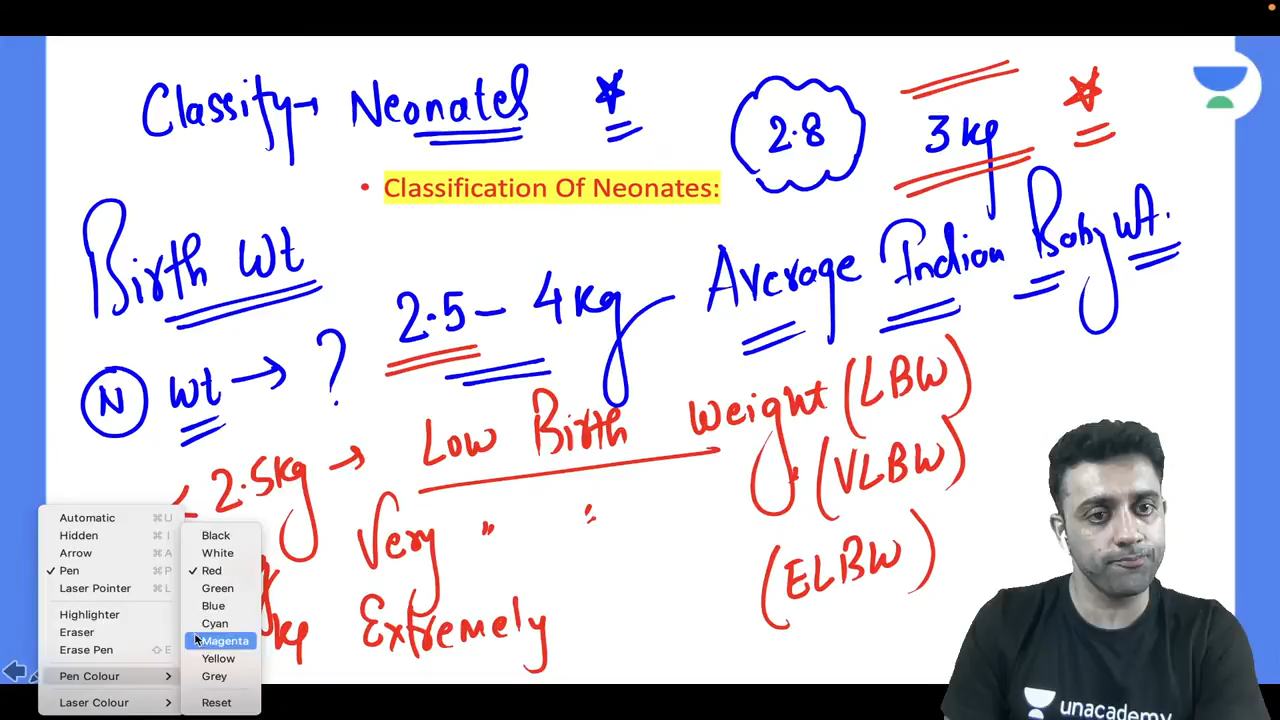 Classify → Neonates
2.8 3 kg
• Classification Of Neonates:
Birth Wt
Average Indian Baby wt.
2.5 – 4 kg
N wt → ?
< 2.5kg → Low Birth Weight (LBW)
Very " " (VLBW)
kg Extremely (ELBW)
Automatic ⌘U
Hidden ⌘I
Arrow ⌘A
✓ Pen ⌘P
Laser Pointer ⌘L
Highlighter
Eraser
Erase Pen ⇧E
Pen Colour >
Laser Colour >
Black
White
✓ Red
Green
Blue
Cyan
Magenta
Yellow
Grey
Reset
unacademy